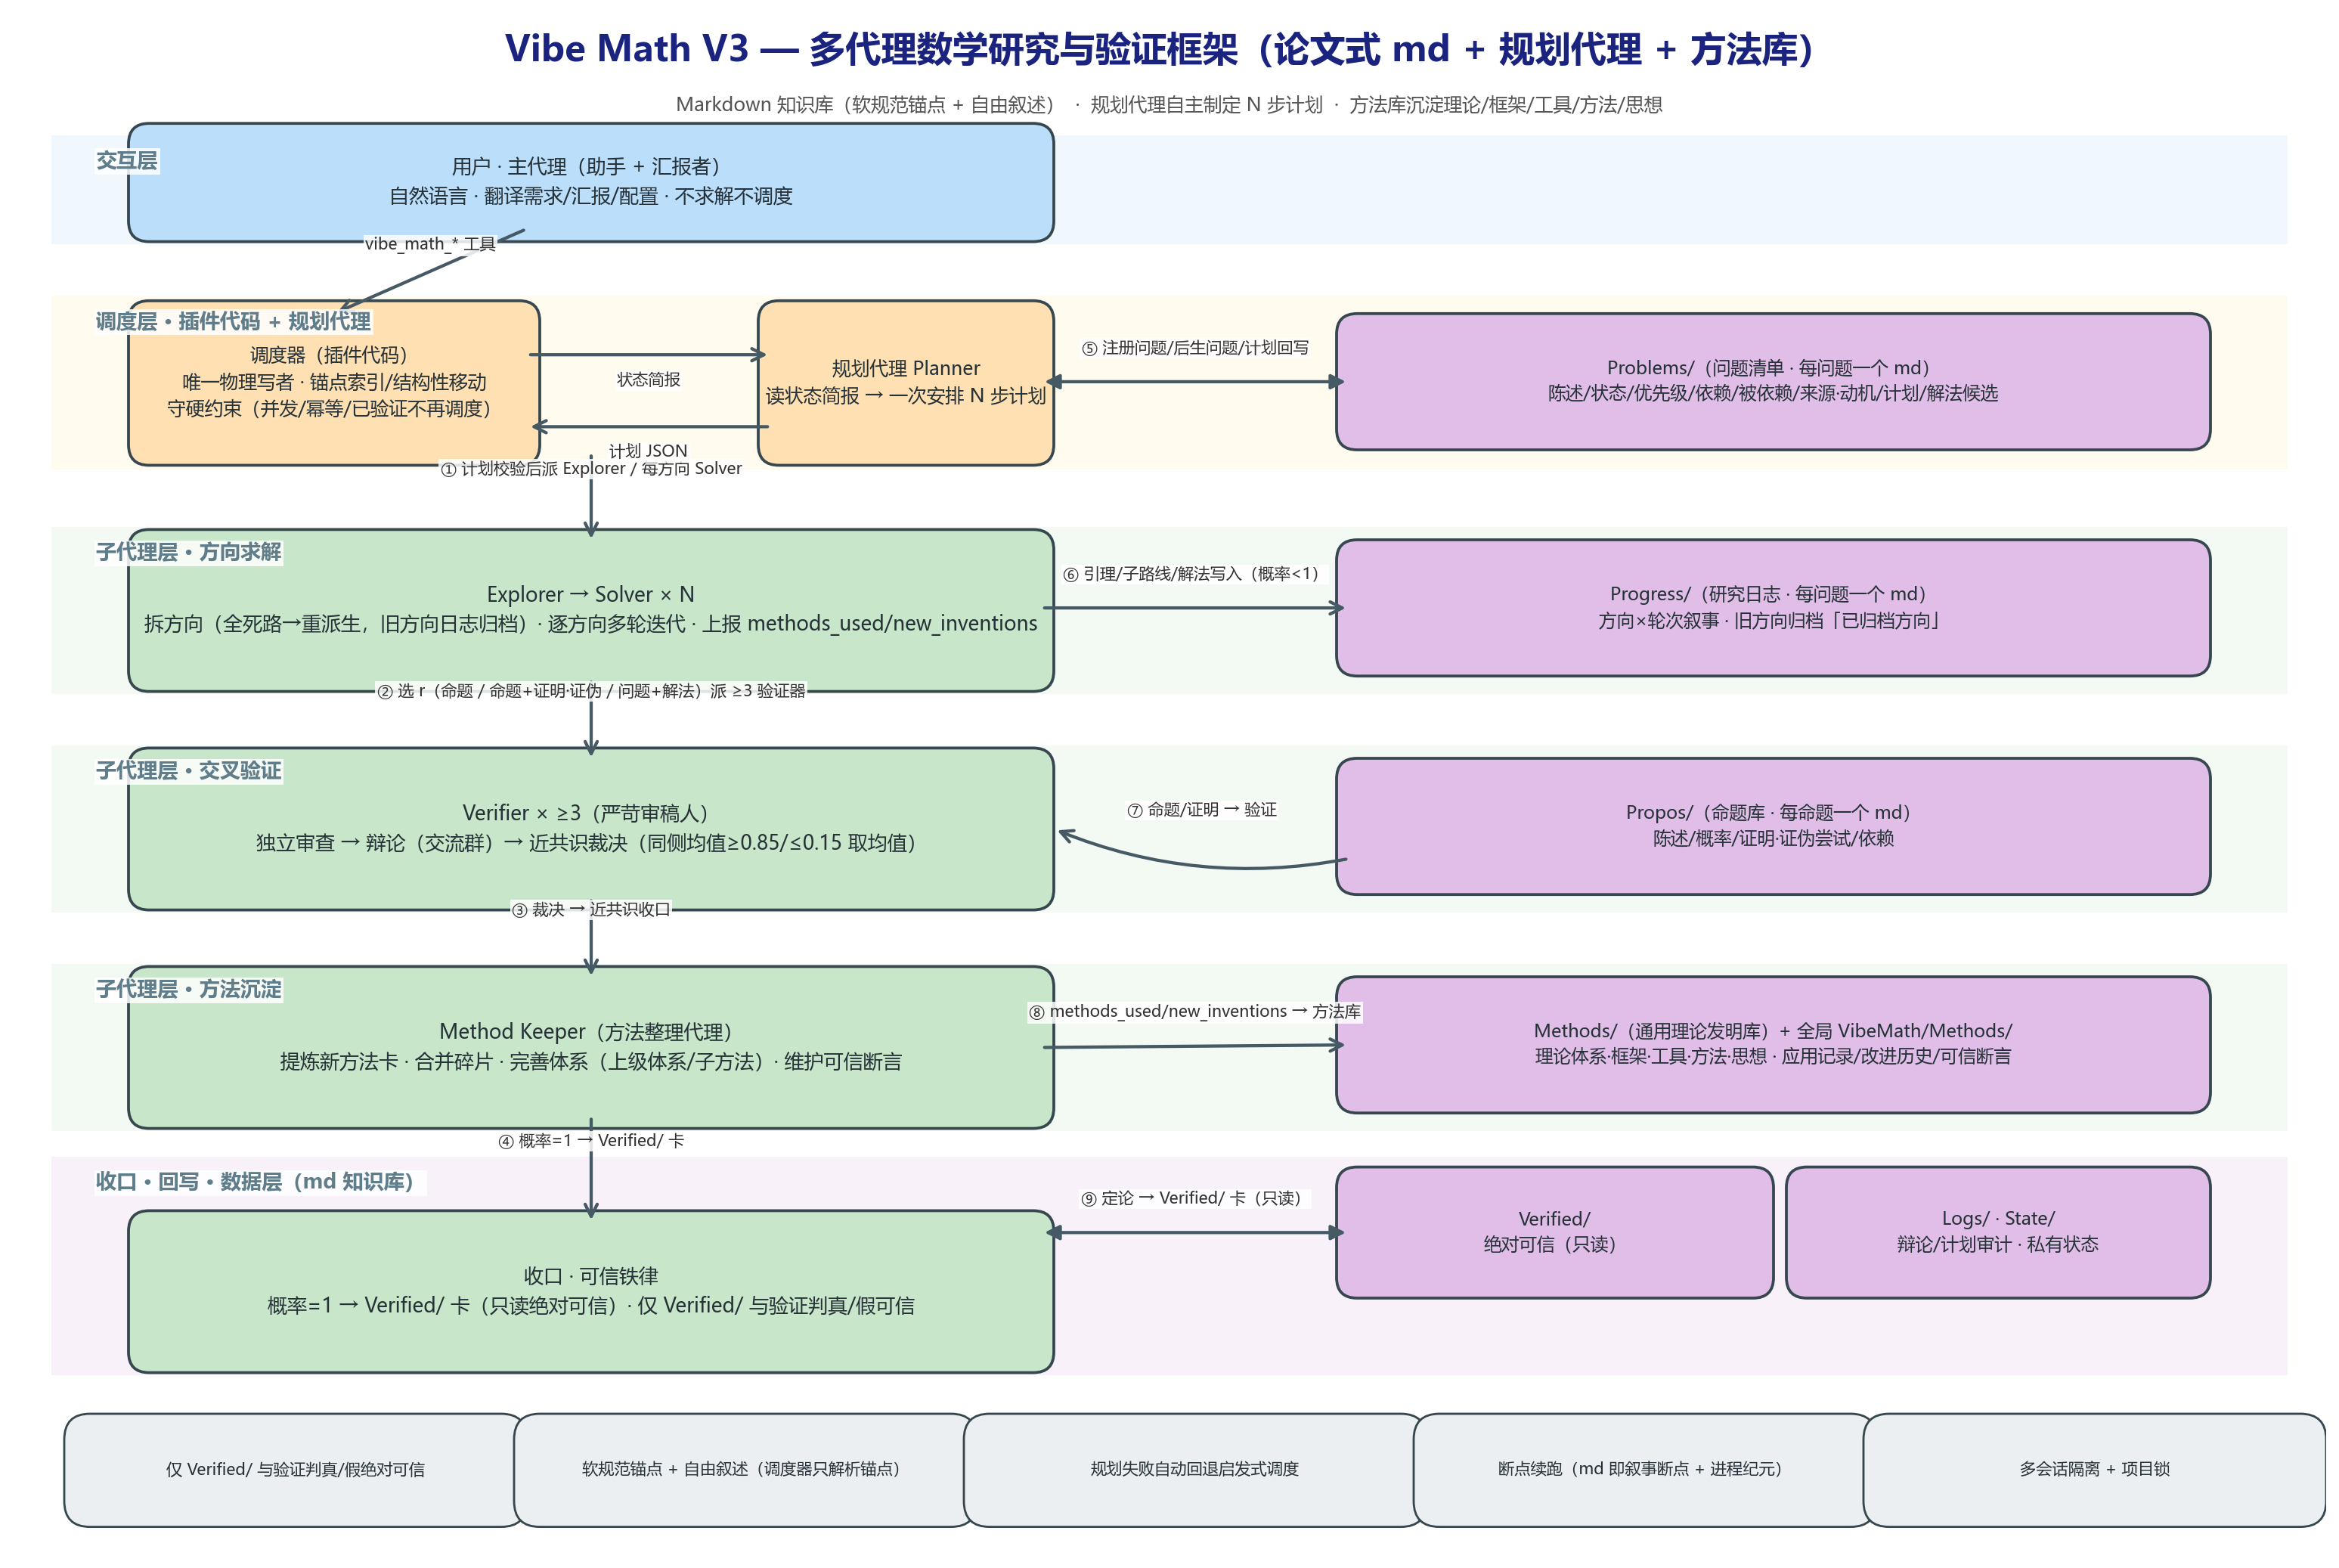 Vibe Math V3 — 多代理数学研究与验证框架（论文式 md + 规划代理 + 方法库）
Markdown 知识库（软规范锚点 + 自由叙述） · 规划代理自主制定 N 步计划 · 方法库沉淀理论/框架/工具/方法/思想
交互层
用户 · 主代理（助手 + 汇报者）
自然语言 · 翻译需求/汇报/配置 · 不求解不调度
vibe_math_* 工具
调度层 · 插件代码 + 规划代理
调度器（插件代码）
唯一物理写者 · 锚点索引/结构性移动
守硬约束（并发/幂等/已验证不再调度）
状态简报
计划 JSON
规划代理 Planner
读状态简报 → 一次安排 N 步计划
⑤ 注册问题/后生问题/计划回写
Problems/（问题清单 · 每问题一个 md）
陈述/状态/优先级/依赖/被依赖/来源·动机/计划/解法候选
① 计划校验后派 Explorer / 每方向 Solver
子代理层 · 方向求解
Explorer → Solver × N
拆方向（全死路→重派生，旧方向日志归档）· 逐方向多轮迭代 · 上报 methods_used/new_inventions
⑥ 引理/子路线/解法写入（概率<1）
Progress/（研究日志 · 每问题一个 md）
方向×轮次叙事 · 旧方向归档「已归档方向」
② 选 r（命题 / 命题+证明·证伪 / 问题+解法）派 ≥3 验证器
子代理层 · 交叉验证
Verifier × ≥3（严苛审稿人）
独立审查 → 辩论（交流群）→ 近共识裁决（同侧均值≥0.85/≤0.15 取均值）
⑦ 命题/证明 → 验证
Propos/（命题库 · 每命题一个 md）
陈述/概率/证明·证伪尝试/依赖
③ 裁决 → 近共识收口
子代理层 · 方法沉淀
Method Keeper（方法整理代理）
提炼新方法卡 · 合并碎片 · 完善体系（上级体系/子方法）· 维护可信断言
⑧ methods_used/new_inventions → 方法库
Methods/（通用理论发明库）+ 全局 VibeMath/Methods/
理论体系·框架·工具·方法·思想 · 应用记录/改进历史/可信断言
④ 概率=1 → Verified/ 卡
收口 · 回写 · 数据层（md 知识库）
收口 · 可信铁律
概率=1 → Verified/ 卡（只读绝对可信）· 仅 Verified/ 与验证判真/假可信
⑨ 定论 → Verified/ 卡（只读）
Verified/
绝对可信（只读）
Logs/ · State/
辩论/计划审计 · 私有状态
仅 Verified/ 与验证判真/假绝对可信
软规范锚点 + 自由叙述（调度器只解析锚点）
规划失败自动回退启发式调度
断点续跑（md 即叙事断点 + 进程纪元）
多会话隔离 + 项目锁